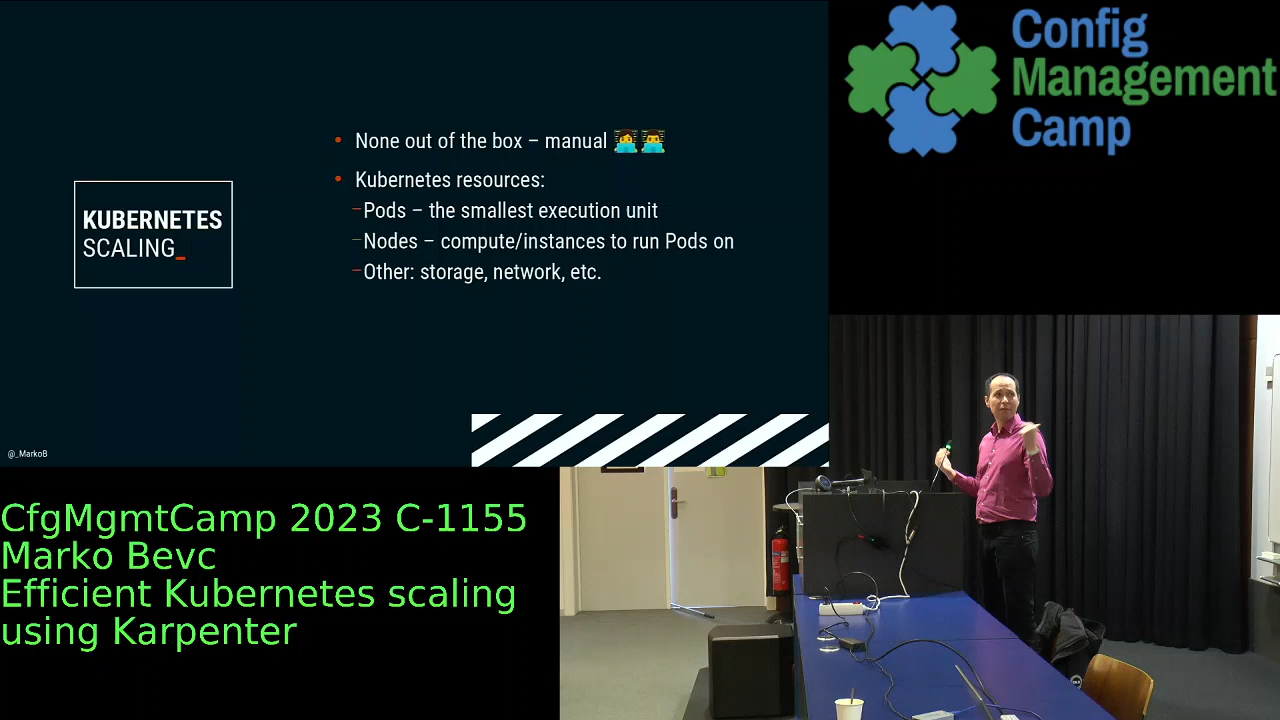 KUBERNETES
SCALING_
• None out of the box – manual 👩‍💻👨‍💻
• Kubernetes resources:
–Pods – the smallest execution unit
–Nodes – compute/instances to run Pods on
–Other: storage, network, etc.
@_MarkoB
Config
Management
Camp
CfgMgmtCamp 2023 C-1155
Marko Bevc
Efficient Kubernetes scaling
using Karpenter